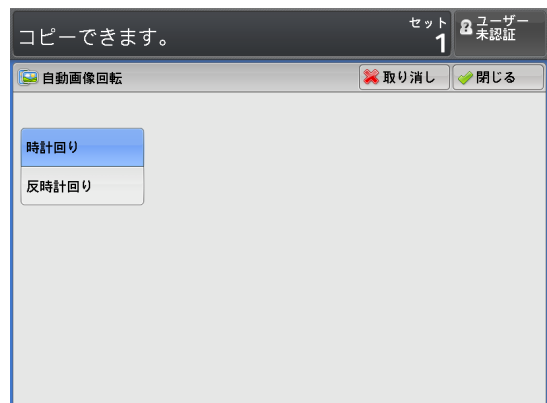 コピーできます。
セット
1
ユーザー
未認証
自動画像回転
取り消し
閉じる
時計回り
反時計回り